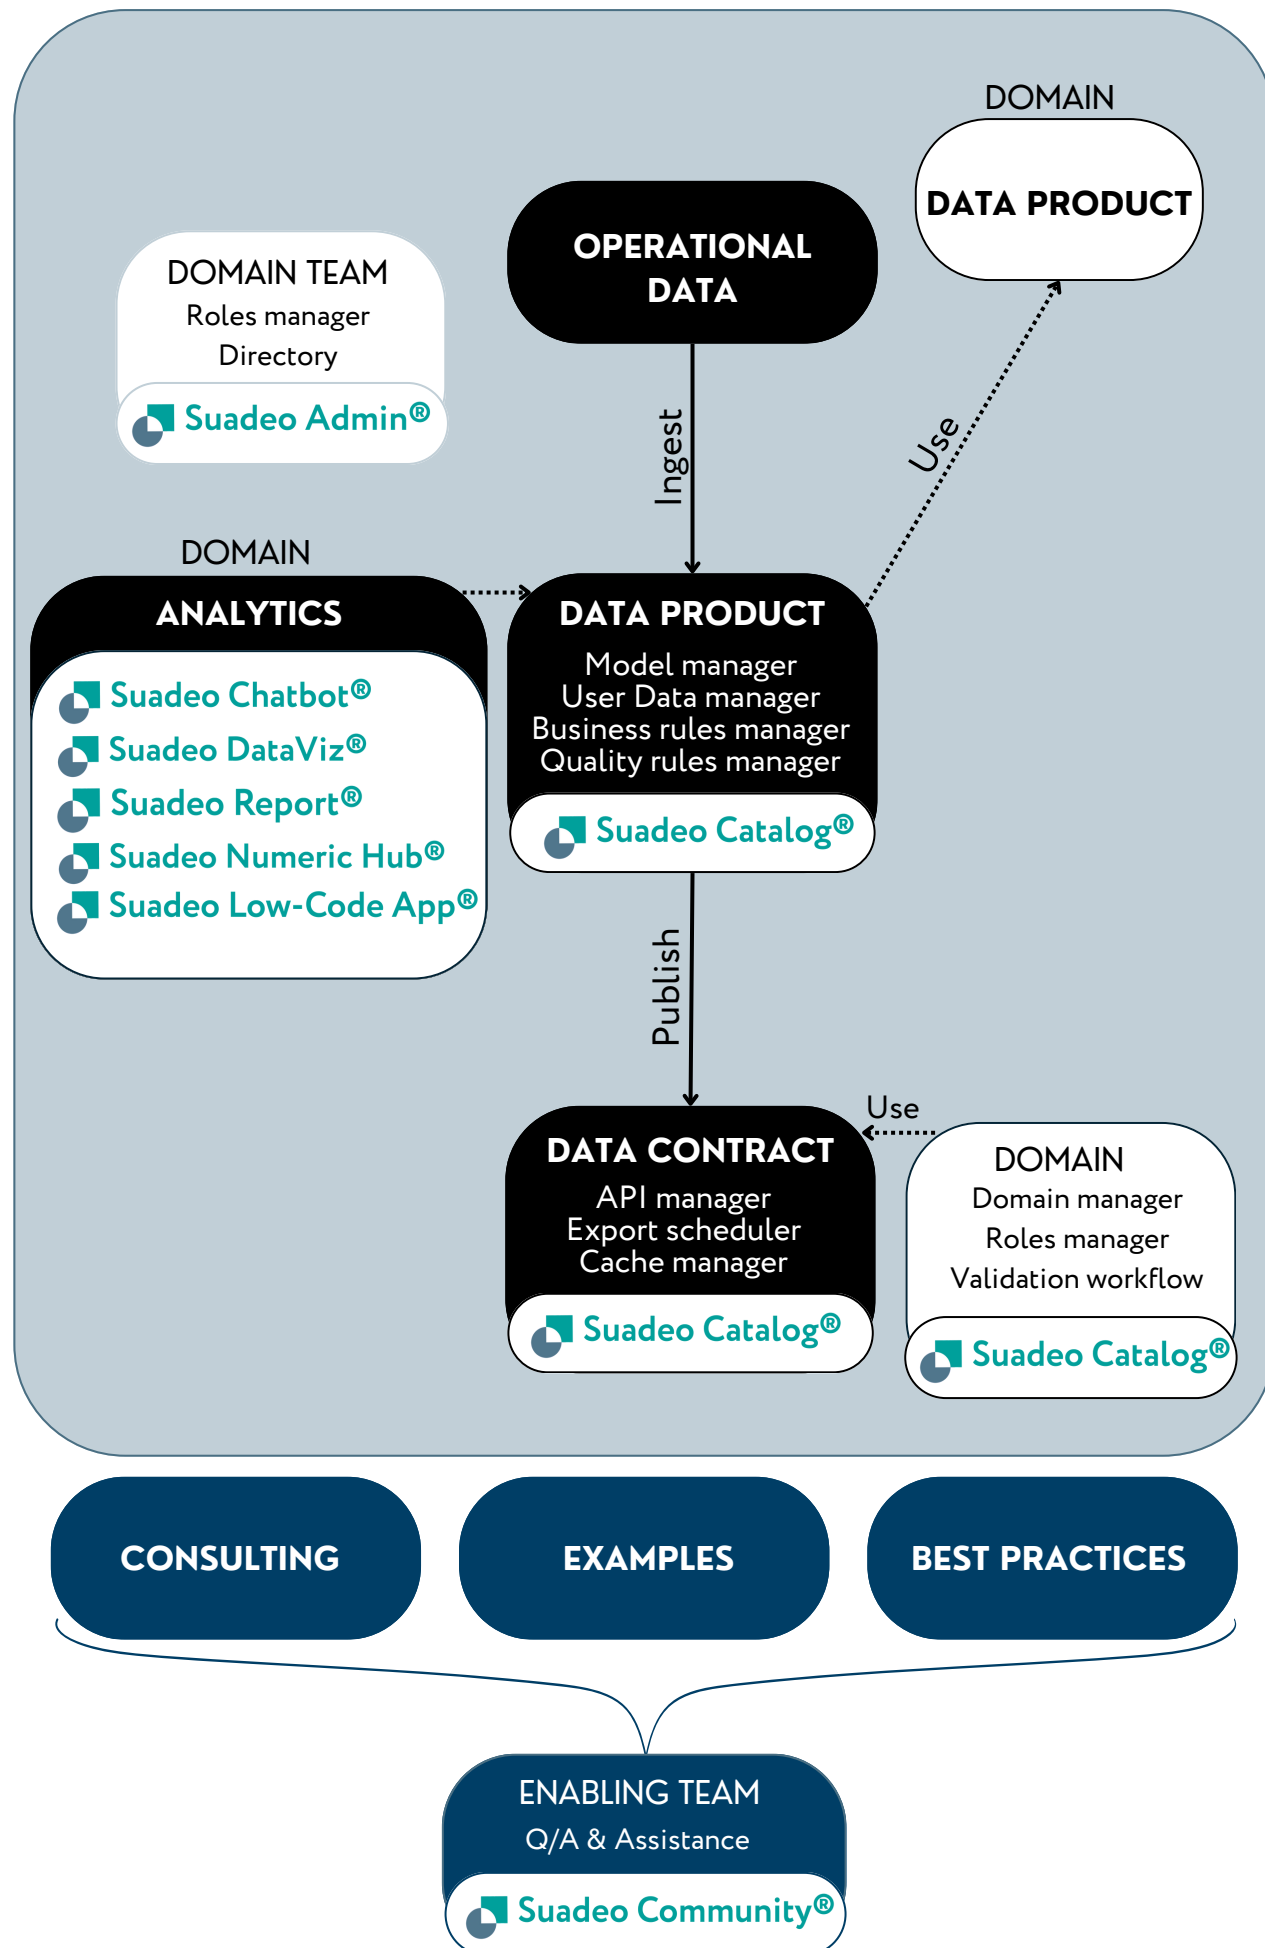 DOMAIN
DATA PRODUCT
OPERATIONAL
DATA
DOMAIN TEAM
Roles manager
Directory
Suadeo Admin®
Ingest
Use
DOMAIN
ANALYTICS
Suadeo Chatbot®
Suadeo DataViz®
Suadeo Report®
Suadeo Numeric Hub®
Suadeo Low-Code App®
DATA PRODUCT
Model manager
User Data manager
Business rules manager
Quality rules manager
Suadeo Catalog®
Publish
Use
DATA CONTRACT
API manager
Export scheduler
Cache manager
Suadeo Catalog®
DOMAIN
Domain manager
Roles manager
Validation workflow
Suadeo Catalog®
CONSULTING
EXAMPLES
BEST PRACTICES
ENABLING TEAM
Q/A & Assistance
Suadeo Community®